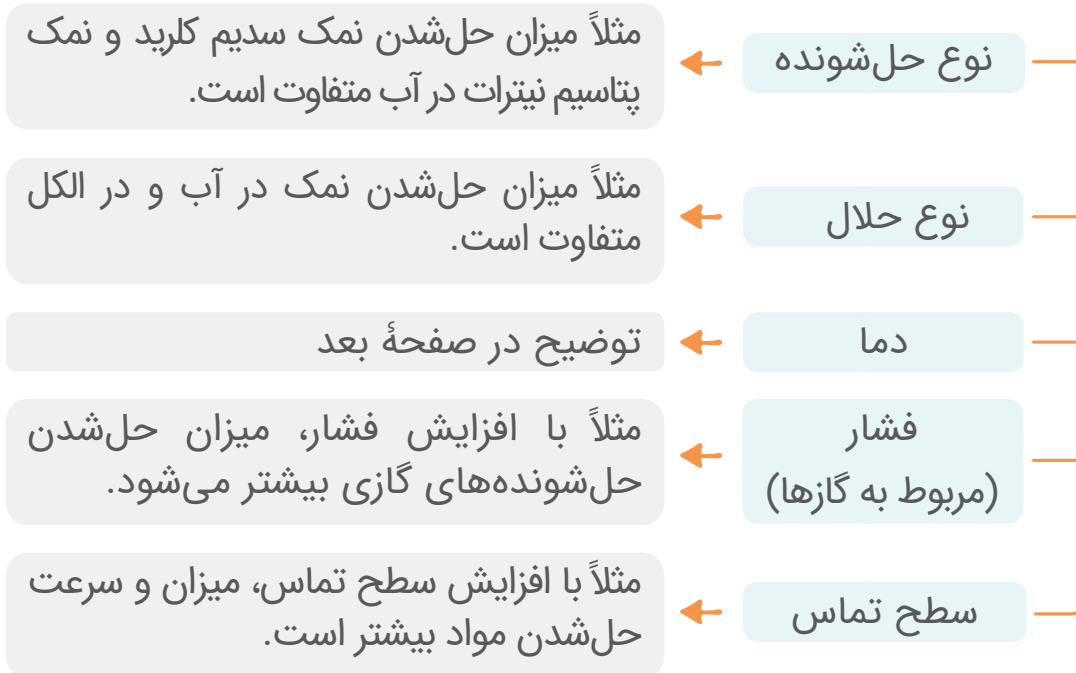 نوع حل‌شونده
مثلاً میزان حل‌شدن نمک سدیم کلرید و نمک
پتاسیم نیترات در آب متفاوت است.
نوع حلال
مثلاً میزان حل‌شدن نمک در آب و در الکل
متفاوت است.
دما
توضیح در صفحهٔ بعد
فشار
(مربوط به گازها)
مثلاً با افزایش فشار، میزان حل‌شدن
حل‌شونده‌های گازی بیشتر می‌شود.
سطح تماس
مثلاً با افزایش سطح تماس، میزان و سرعت
حل‌شدن مواد بیشتر است.